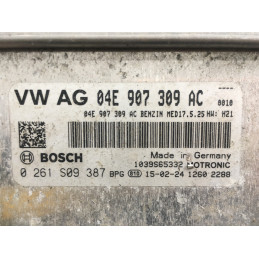 VW AG 04E 907 309 AC 0010
04E 907 309 AC BENZIN MED17.5.25 HW: H21
BOSCH
Made in Germany
1039S65332 MOTRONIC
0 261 S09 387 BPG 010 15-02-24 1260 2288